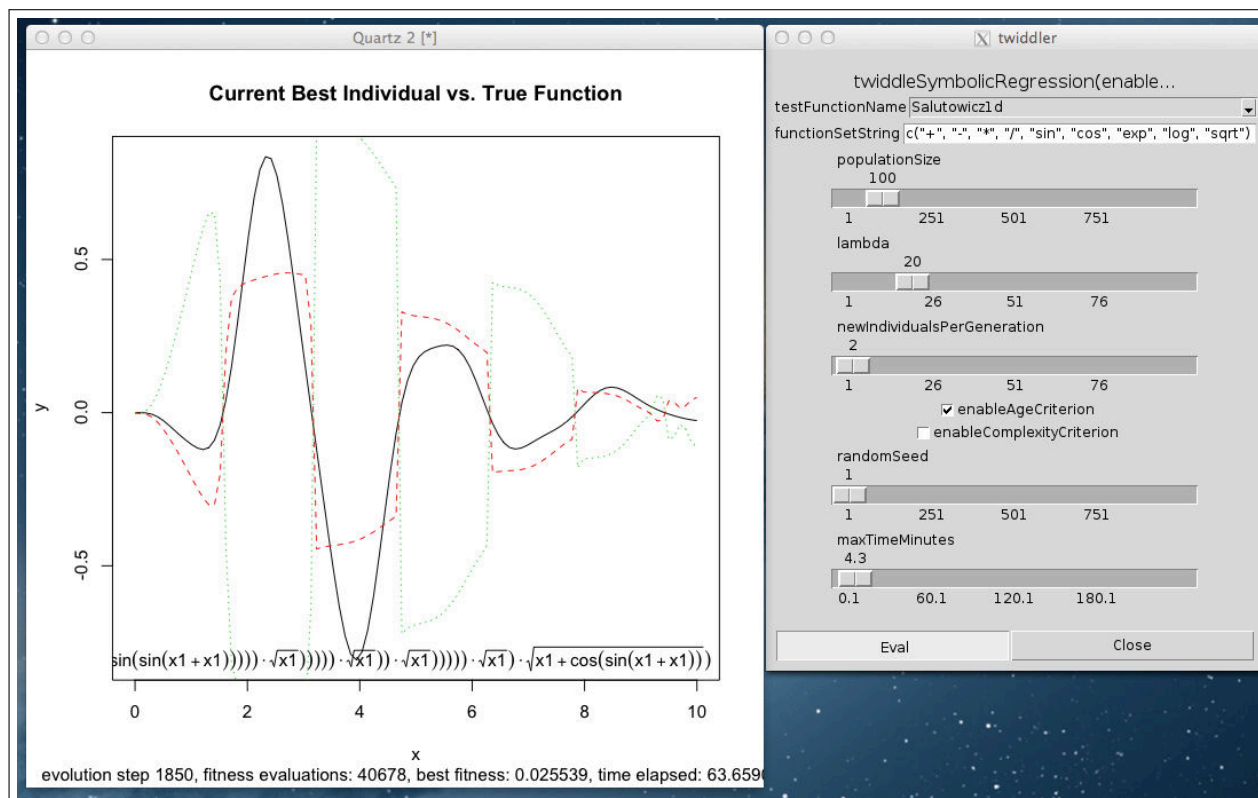 Quartz 2 [*]
Current Best Individual vs. True Function
0.5
0.0
-0.5
y
sin(sin(x1+x1)))))·√x1)))))·√x1))·√x1)))))·√x1)·√x1+cos(sin(x1+x1)))
0 2 4 6 8 10
x
evolution step 1850, fitness evaluations: 40678, best fitness: 0.025539, time elapsed: 63.6590
twiddler
twiddleSymbolicRegression(enable...
testFunctionName Salutowicz1d
functionSetString c("+", "-", "*", "/", "sin", "cos", "exp", "log", "sqrt")
populationSize
100
1 251 501 751
lambda
20
1 26 51 76
newIndividualsPerGeneration
2
1 26 51 76
enableAgeCriterion
enableComplexityCriterion
randomSeed
1
1 251 501 751
maxTimeMinutes
4.3
0.1 60.1 120.1 180.1
Eval Close